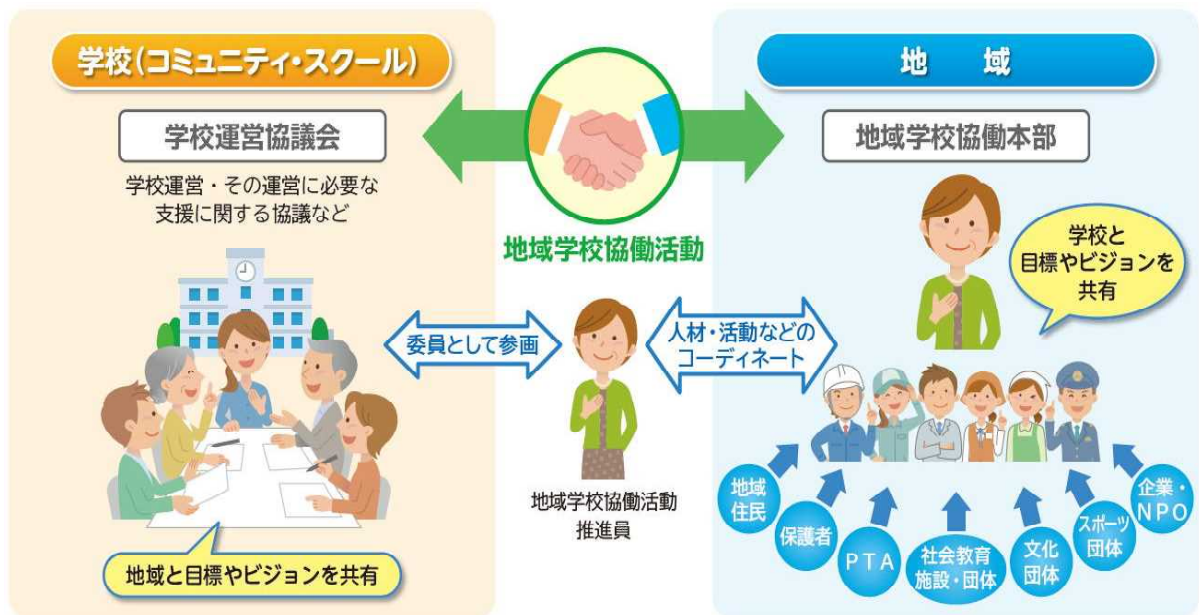 学校(コミュニティ・スクール)
学校運営協議会
学校運営・その運営に必要な
支援に関する協議など
地域と目標やビジョンを共有
地域学校協働活動
委員として参画
人材・活動などの
コーディネート
地域学校協働活動
推進員
地 域
地域学校協働本部
学校と
目標やビジョンを
共有
地域
住民
保護者
PTA
社会教育
施設・団体
文化
団体
スポーツ
団体
企業・
NPO